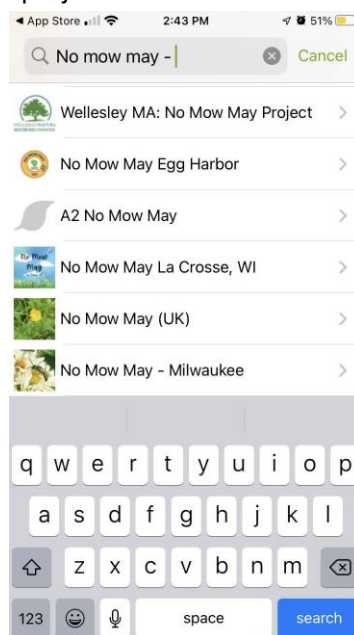 App Store 2:43 PM 51%
No mow may - Cancel
Wellesley MA: No Mow May Project
No Mow May Egg Harbor
A2 No Mow May
No Mow May La Crosse, WI
No Mow May (UK)
No Mow May - Milwaukee
q w e r t y u i o p
a s d f g h j k l
z x c v b n m
123 space search